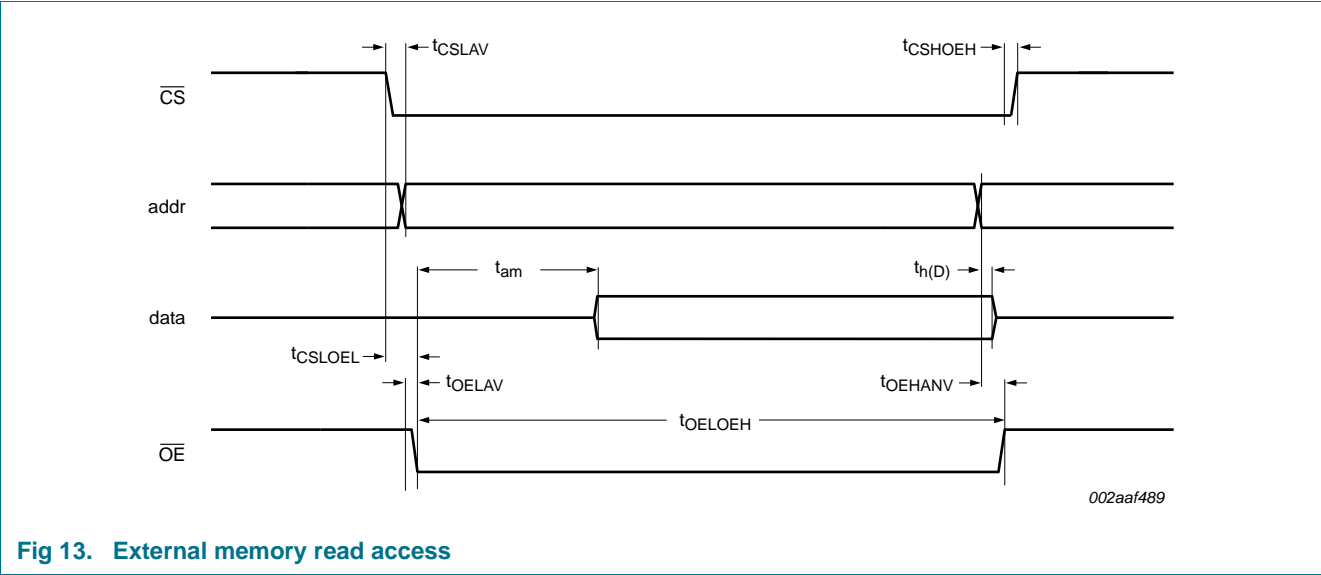 tCSLAV
tCSHOEH
CS
addr
tam
th(D)
data
tCSLOEL
tOELAV
tOEHANV
tOELOEH
OE
002aaf489
Fig 13. External memory read access